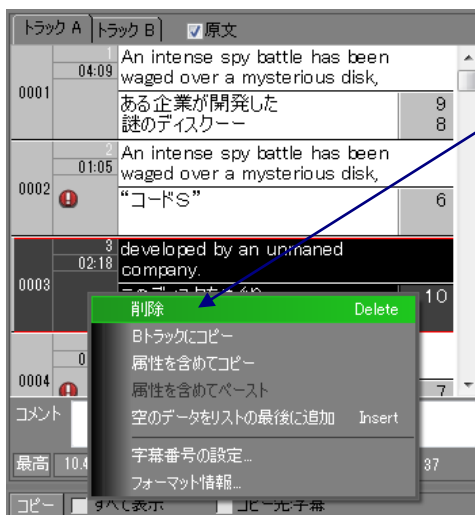 トラック A トラック B 原文
1
04:09
0001
An intense spy battle has been
waged over a mysterious disk,
ある企業が開発した 9
謎のディスクーー 8
2
01:05
0002
An intense spy battle has been
waged over a mysterious disk,
“コードS” 6
3
02:18
0003
developed by an unmaned
company.
10
削除 Delete
Bトラックにコピー
属性を含めてコピー
属性を含めてペースト
空のデータをリストの最後に追加 Insert
字幕番号の設定...
フォーマット情報...
0004
7
コメント
最高 10.4 37
コピー すべて表示 コピー先字幕